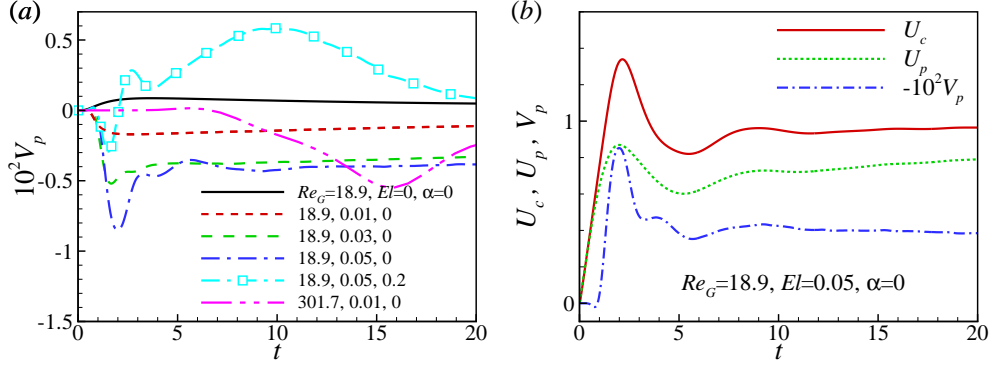 (a)
10²Vₚ
0.5
0
-0.5
-1
-1.5
0
5
10
15
20
t
Re_G=18.9, El=0, α=0
18.9, 0.01, 0
18.9, 0.03, 0
18.9, 0.05, 0
18.9, 0.05, 0.2
301.7, 0.01, 0
(b)
U_c, U_p, V_p
1
0
0
5
10
15
20
t
U_c
U_p
-10²V_p
Re_G=18.9, El=0.05, α=0